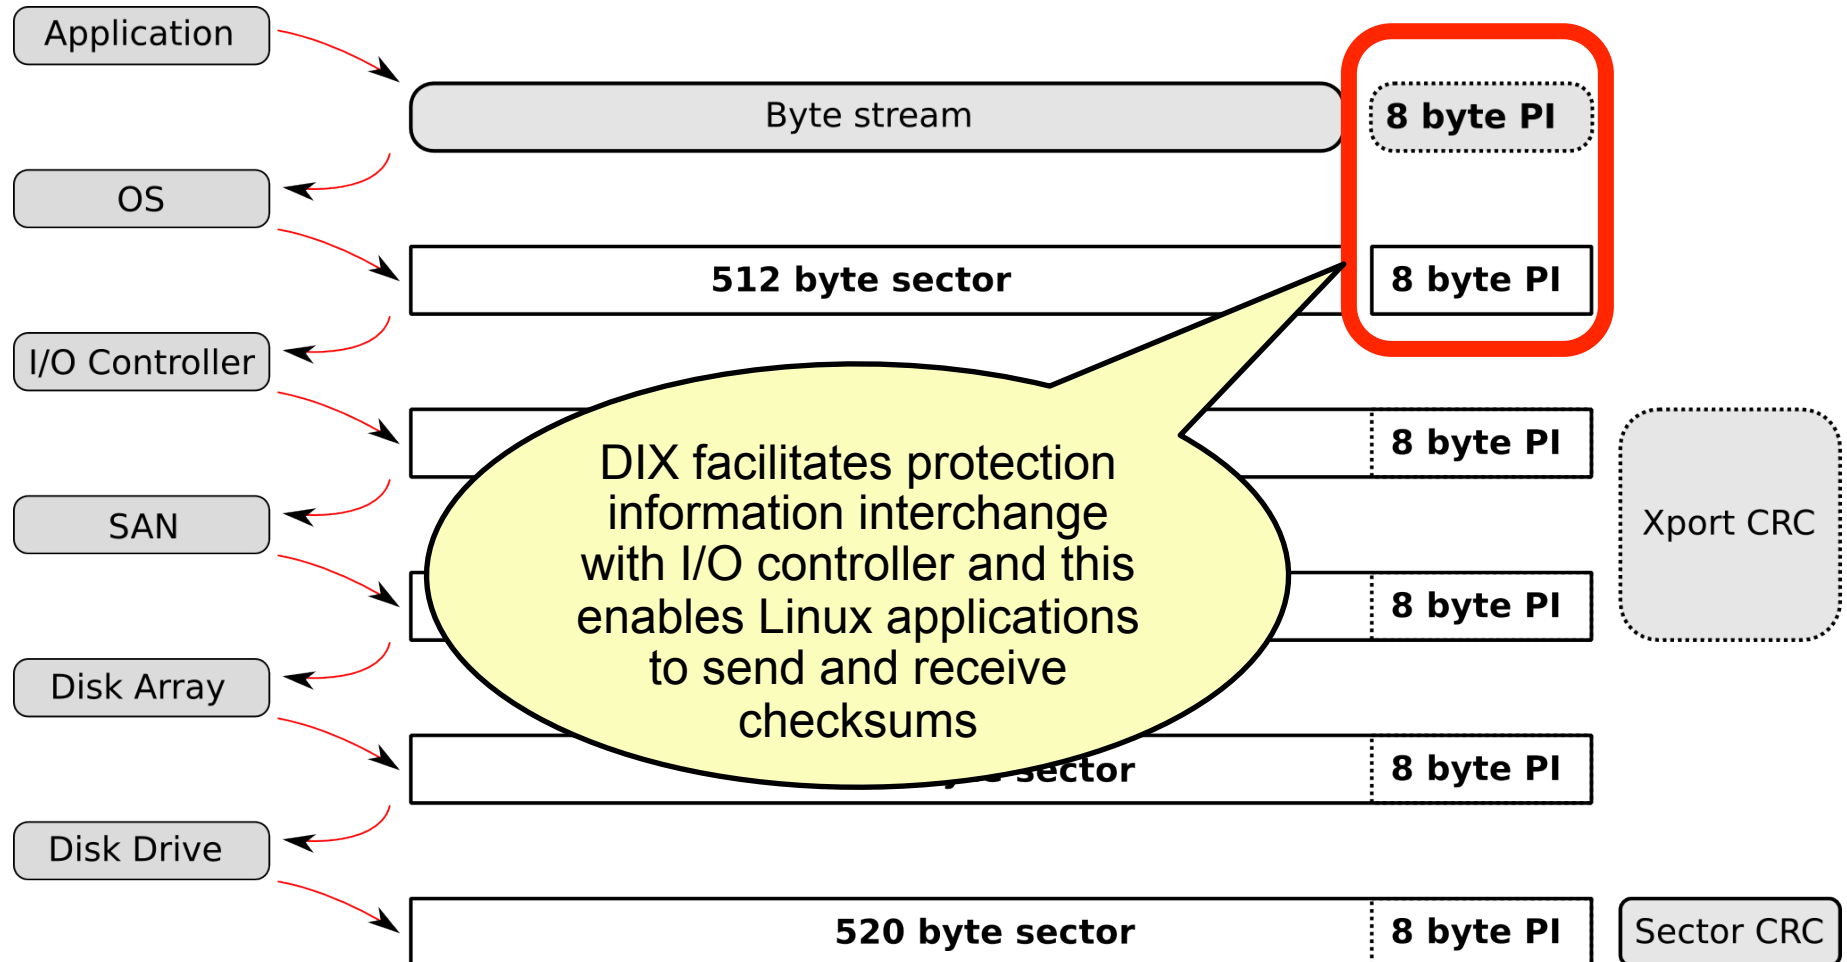 Application
Byte stream
8 byte PI
OS
512 byte sector
8 byte PI
I/O Controller
8 byte PI
DIX facilitates protection
information interchange
with I/O controller and this
enables Linux applications
to send and receive
checksums
SAN
Xport CRC
8 byte PI
Disk Array
sector
8 byte PI
Disk Drive
520 byte sector
8 byte PI
Sector CRC